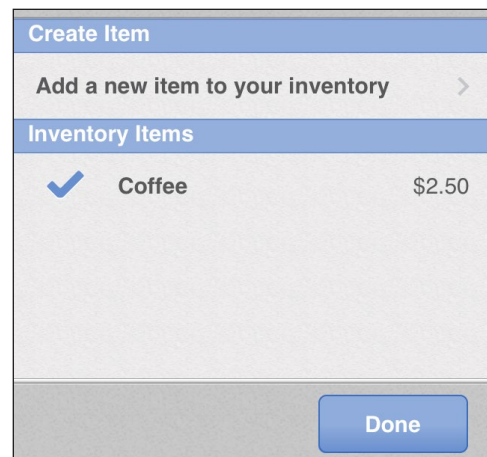 Create Item
Add a new item to your inventory
Inventory Items
Coffee $2.50
Done